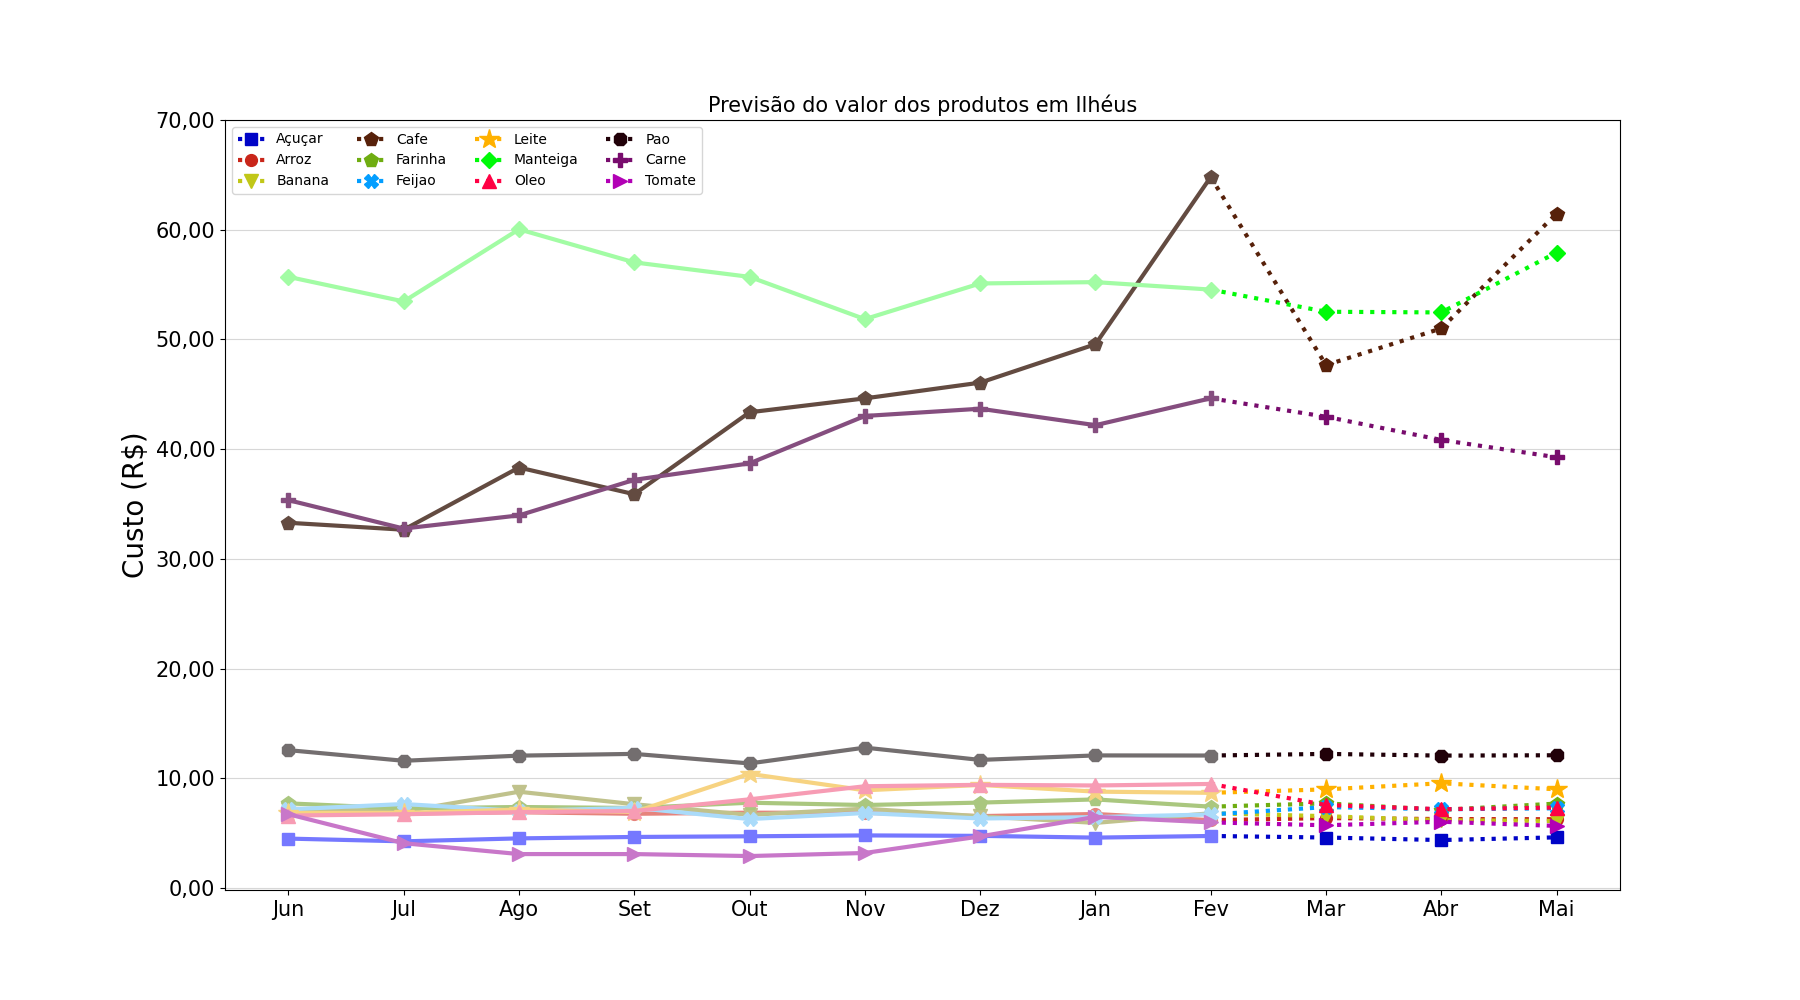 Previsão do valor dos produtos em Ilhéus
70,00
60,00
50,00
40,00
30,00
20,00
10,00
0,00
Custo (R$)
Açuçar Cafe Leite Pao
Arroz Farinha Manteiga Carne
Banana Feijao Oleo Tomate
Jun Jul Ago Set Out Nov Dez Jan Fev Mar Abr Mai